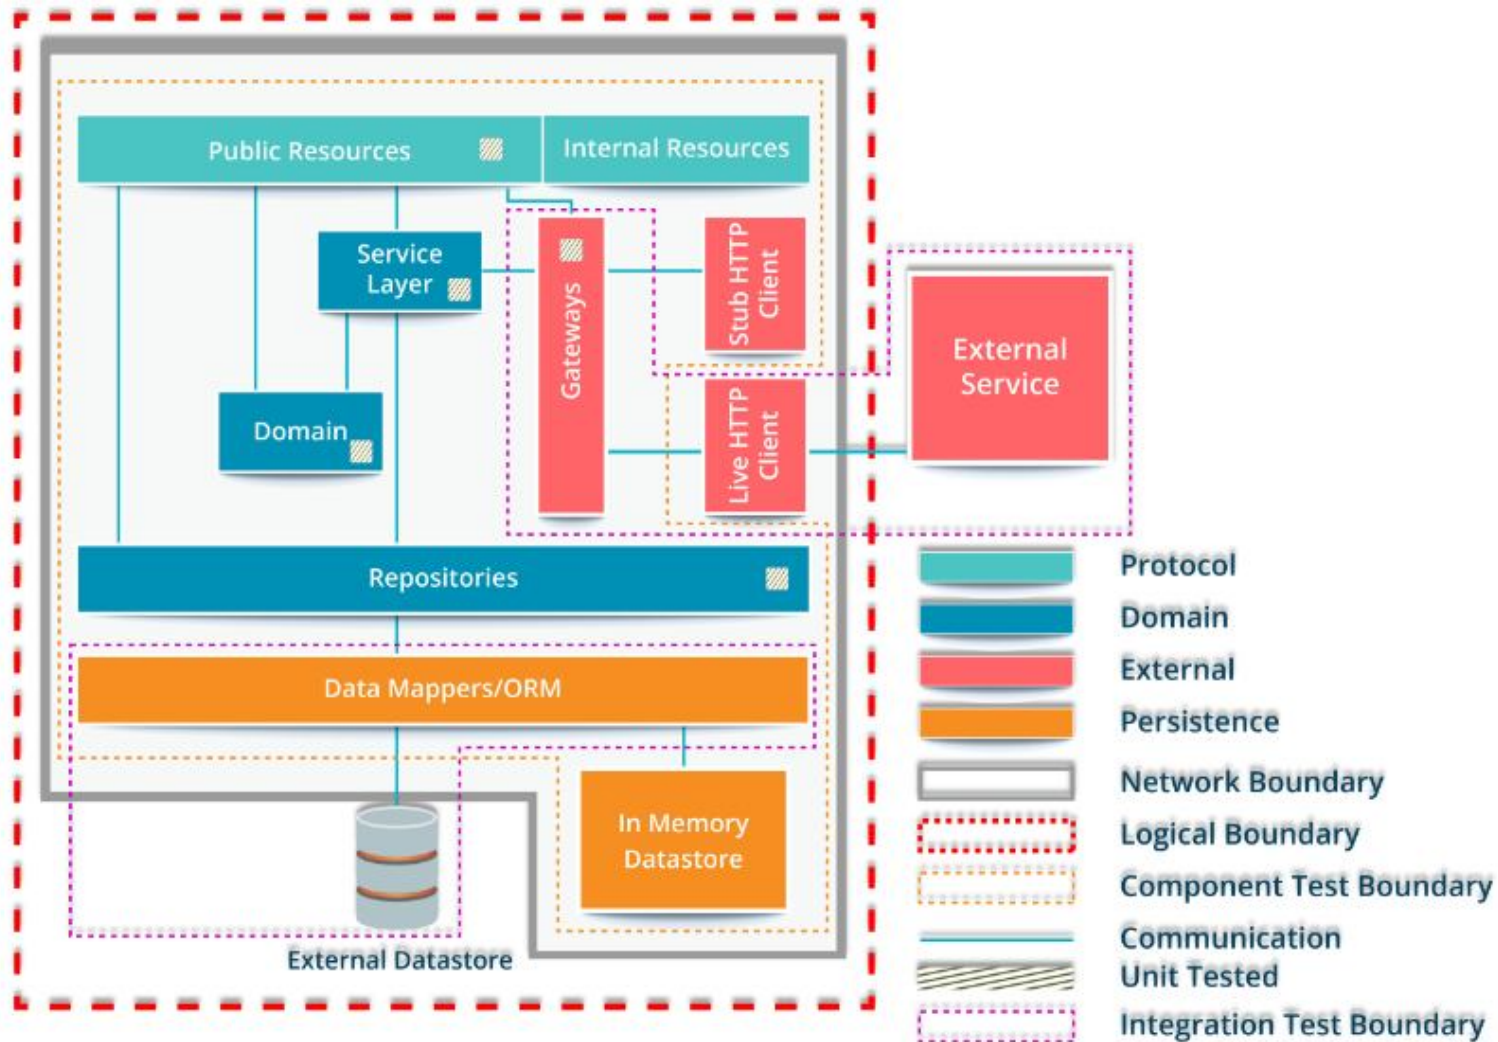 Public Resources
Internal Resources
Service
Layer
Gateways
Stub HTTP
Client
External
Service
Domain
Live HTTP
Client
Repositories
Data Mappers/ORM
In Memory
Datastore
External Datastore
Protocol
Domain
External
Persistence
Network Boundary
Logical Boundary
Component Test Boundary
Communication
Unit Tested
Integration Test Boundary